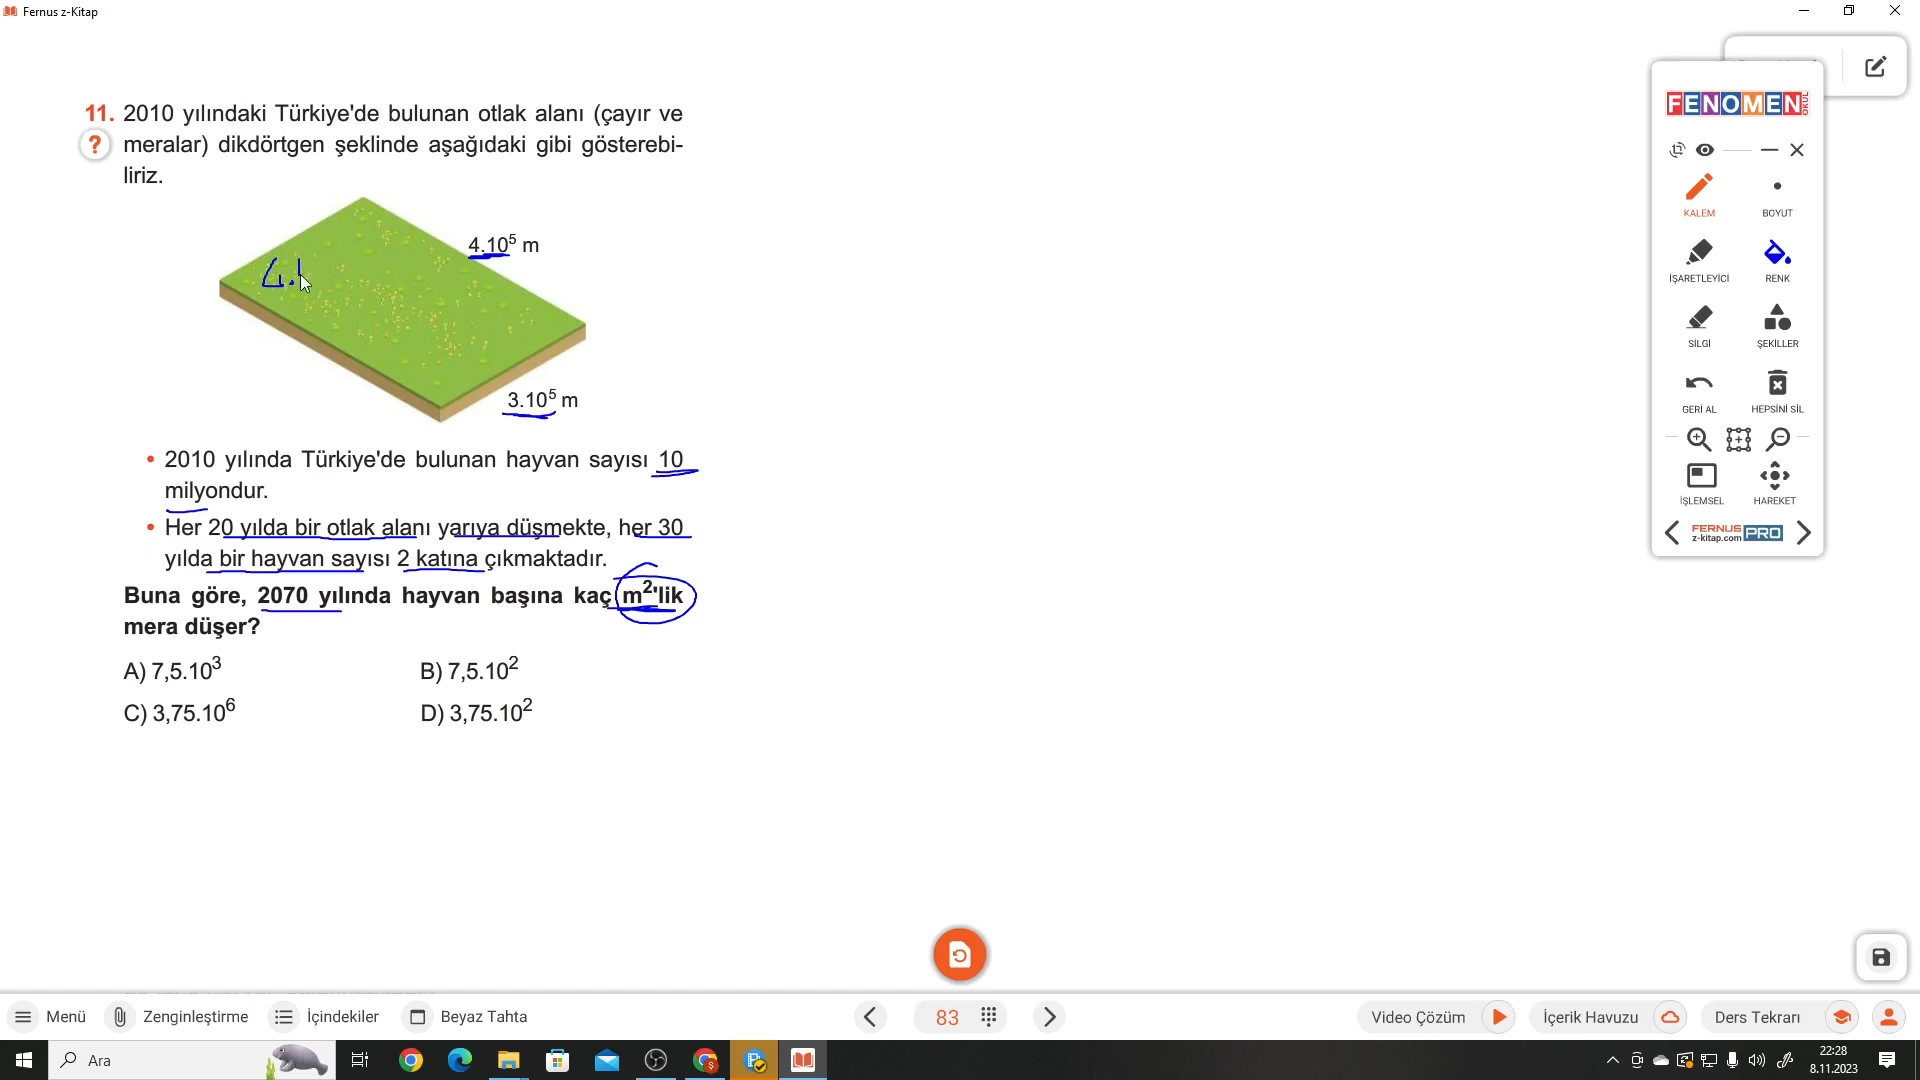 Fernus z-Kitap
11. 2010 yılındaki Türkiye'de bulunan otlak alanı (çayır ve
? meralar) dikdörtgen şeklinde aşağıdaki gibi gösterebi-
liriz.
4.10⁵ m
4.1
3.10⁵ m
• 2010 yılında Türkiye'de bulunan hayvan sayısı 10
milyondur.
• Her 20 yılda bir otlak alanı yarıya düşmekte, her 30
yılda bir hayvan sayısı 2 katına çıkmaktadır.
Buna göre, 2070 yılında hayvan başına kaç m²'lik
mera düşer?
A) 7,5.10³
B) 7,5.10²
C) 3,75.10⁶
D) 3,75.10²
FENOMEN OKUL
KALEM
BOYUT
İŞARETLEYİCİ
RENK
SİLGİ
ŞEKİLLER
GERİ AL
HEPSİNİ SİL
İŞLEMSEL
HAREKET
FERNUS
z-kitap.com PRO
Menü
Zenginleştirme
İçindekiler
Beyaz Tahta
83
Video Çözüm
İçerik Havuzu
Ders Tekrarı
Ara
22:28
8.11.2023